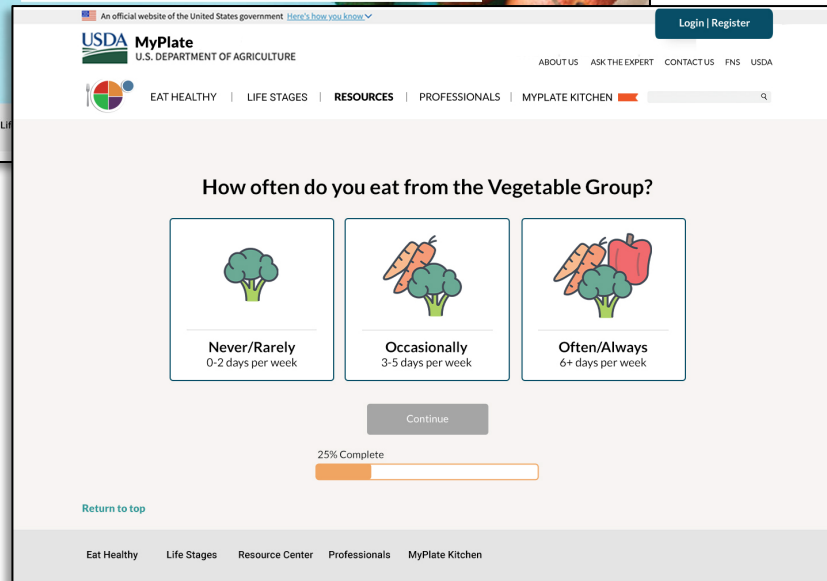 An official website of the United States government Here's how you know
Login | Register
USDA MyPlate
U.S. DEPARTMENT OF AGRICULTURE
ABOUT US ASK THE EXPERT CONTACT US FNS USDA
EAT HEALTHY | LIFE STAGES | RESOURCES | PROFESSIONALS | MYPLATE KITCHEN
How often do you eat from the Vegetable Group?
Never/Rarely
0-2 days per week
Occasionally
3-5 days per week
Often/Always
6+ days per week
Continue
25% Complete
Return to top
Eat Healthy Life Stages Resource Center Professionals MyPlate Kitchen